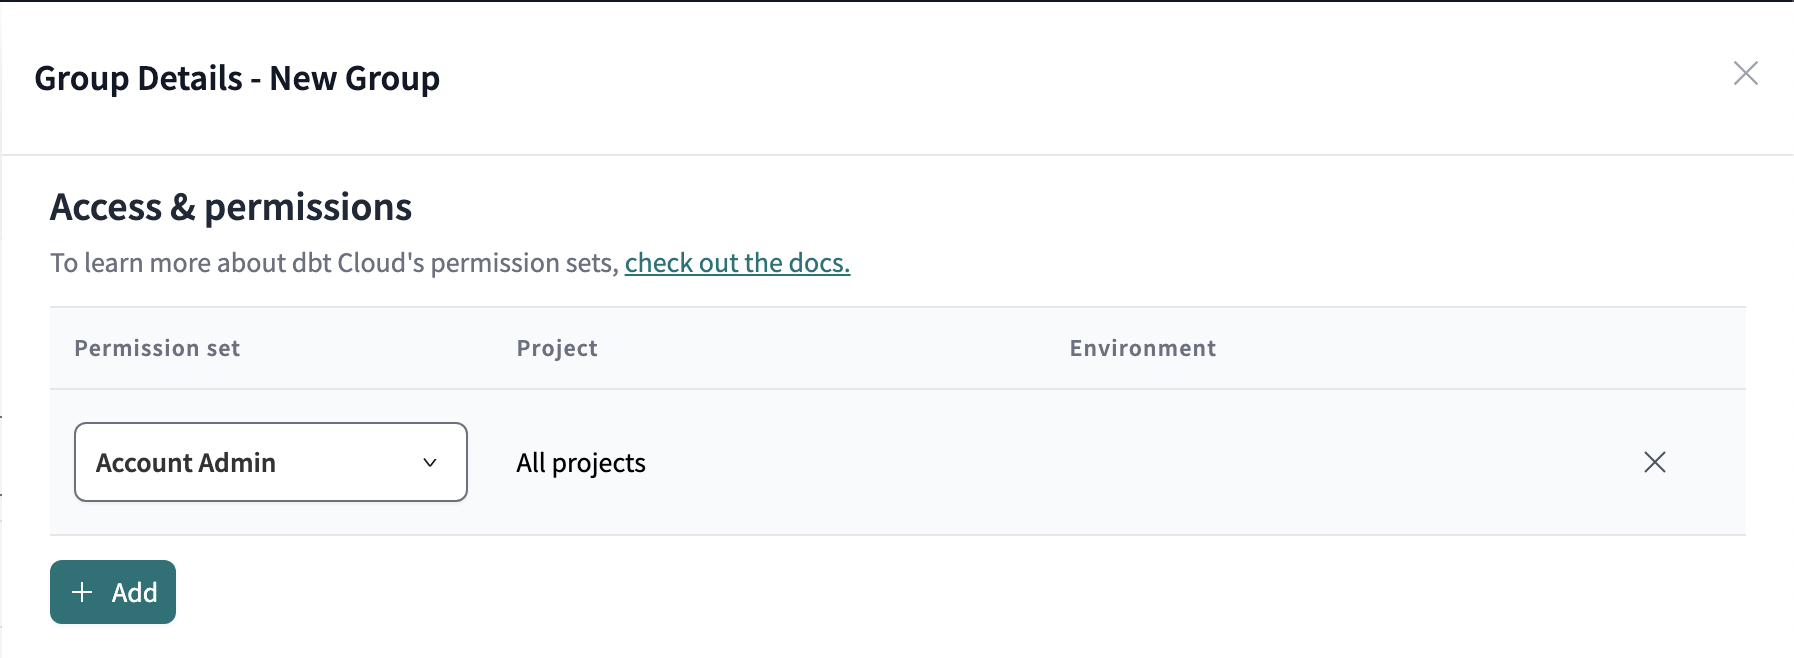 Group Details - New Group
Access & permissions
To learn more about dbt Cloud's permission sets, check out the docs.
Permission set Project Environment
Account Admin All projects
Add